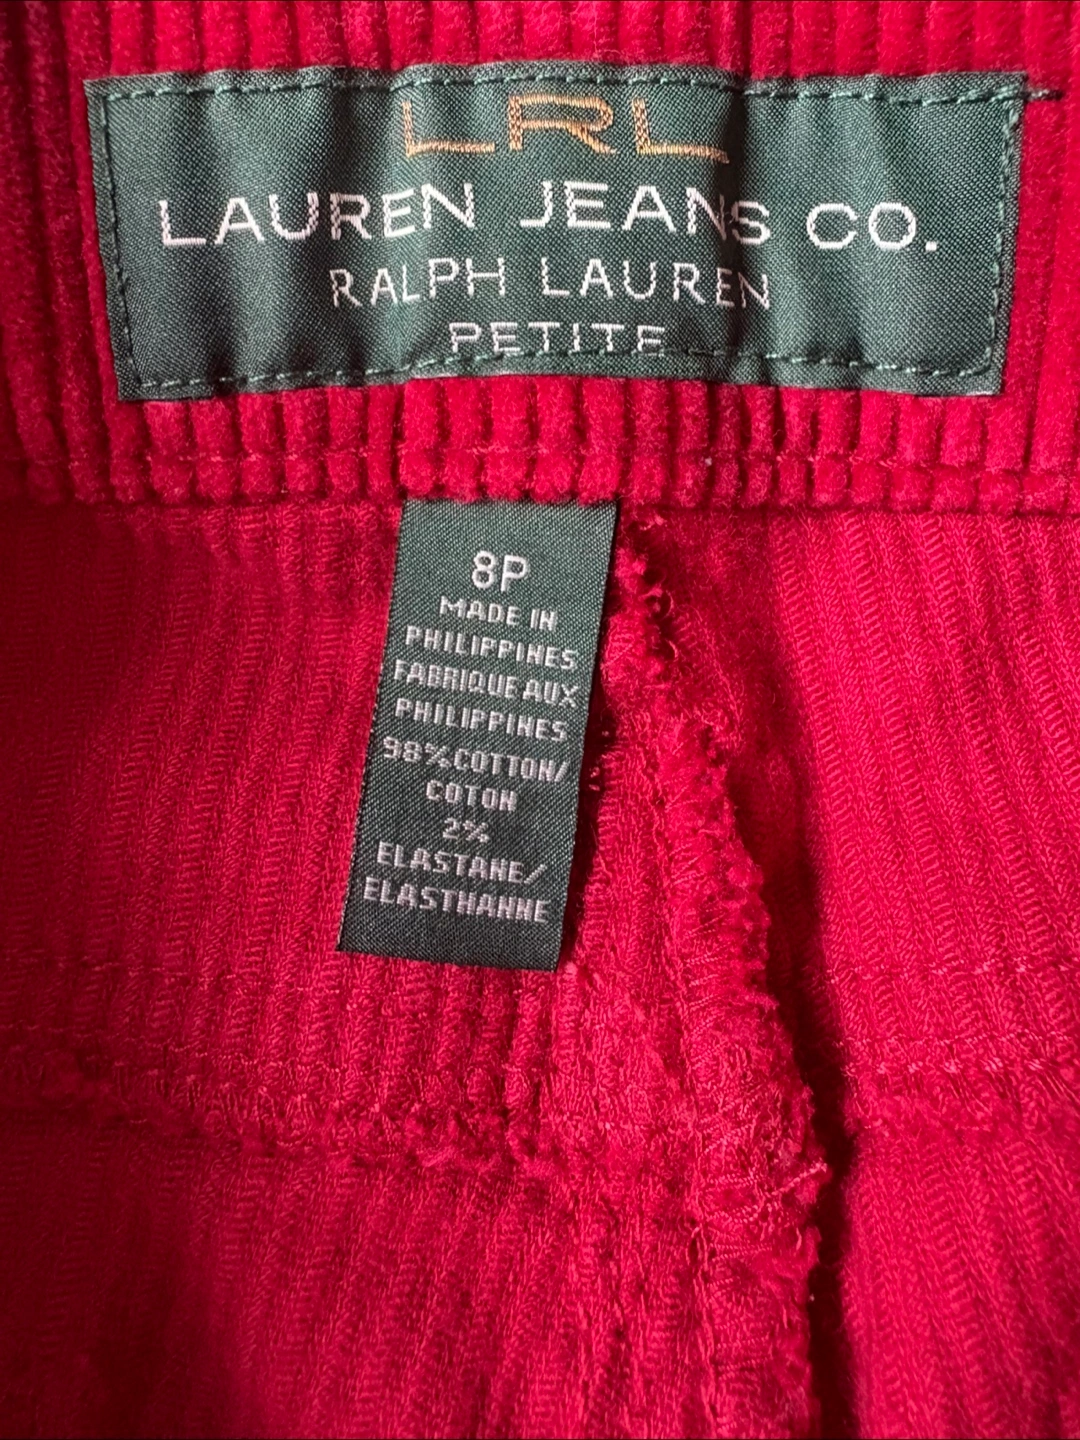 LRL
LAUREN JEANS CO.
RALPH LAUREN
PETITE
8P
MADE IN
PHILIPPINES
FABRIQUE AUX
PHILIPPINES
98% COTTON/
COTON
2%
ELASTANE/
ELASTHANNE